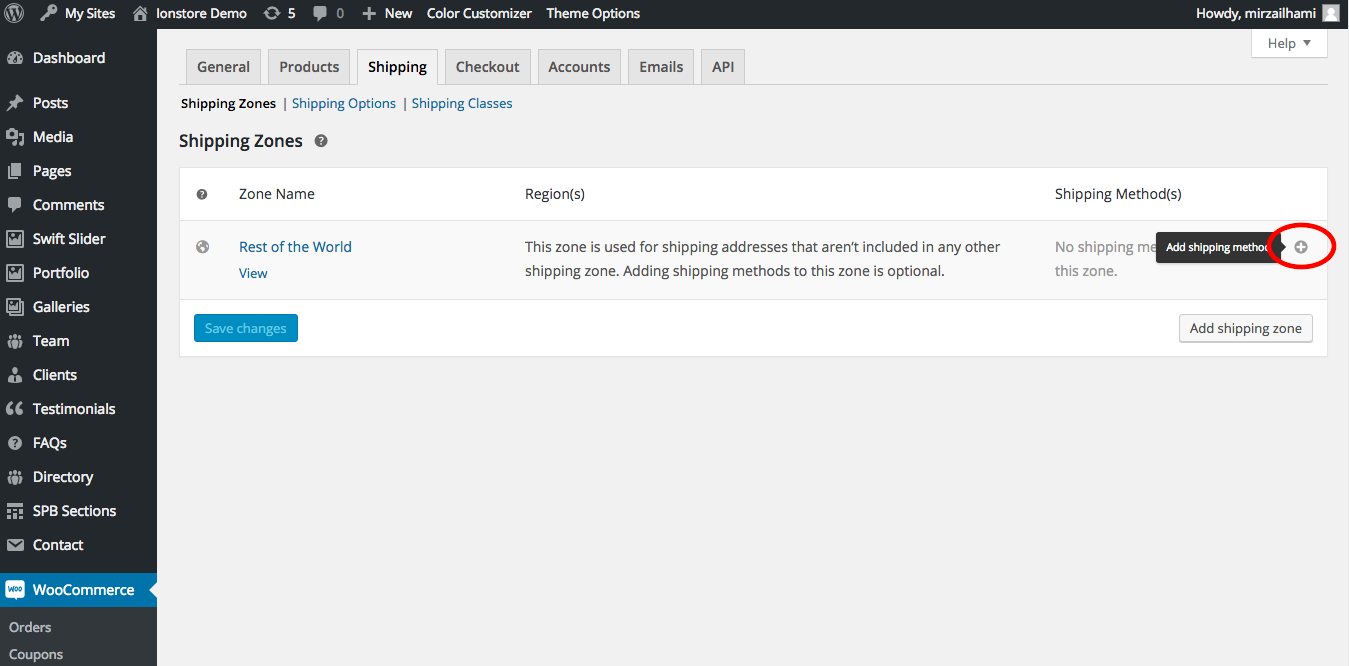 My Sites Ionstore Demo 5 0 New Color Customizer Theme Options Howdy, mirzailhami
Help
Dashboard
Posts
Media
Pages
Comments
Swift Slider
Portfolio
Galleries
Team
Clients
Testimonials
FAQs
Directory
SPB Sections
Contact
woo WooCommerce
Orders
Coupons
General Products Shipping Checkout Accounts Emails API
Shipping Zones | Shipping Options | Shipping Classes
Shipping Zones ?
? Zone Name Region(s) Shipping Method(s)
Rest of the World
View
This zone is used for shipping addresses that aren't included in any other
shipping zone. Adding shipping methods to this zone is optional.
No shipping
this zone.
Add shipping
Save changes Add shipping zone